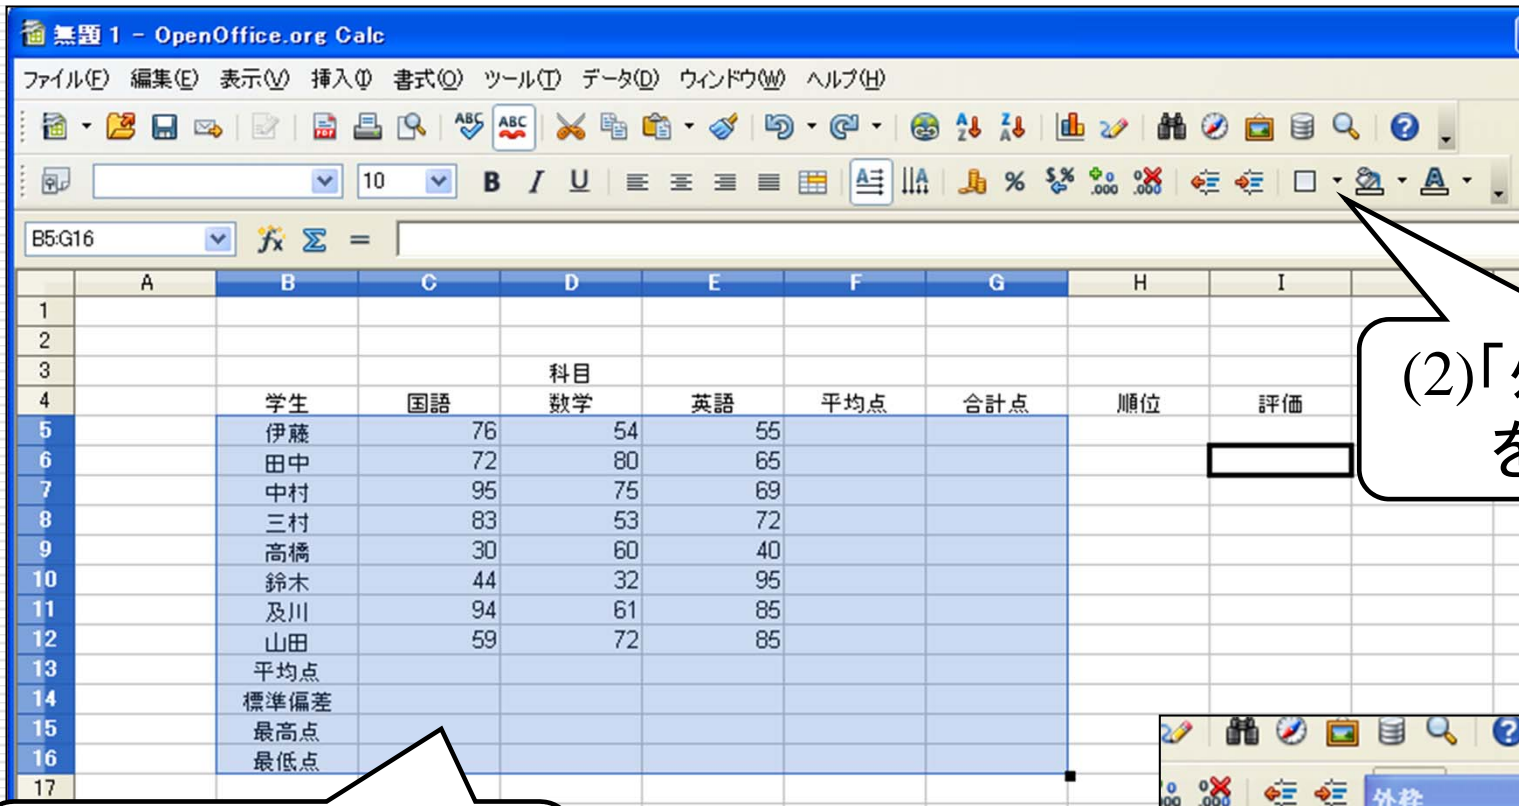 無題 1 - OpenOffice.org Calc
ファイル(F) 編集(E) 表示(V) 挿入(I) 書式(O) ツール(T) データ(D) ウィンドウ(W) ヘルプ(H)
10
B5:G16
A B C D E F G H I
1
2
3 科目
4 学生 国語 数学 英語 平均点 合計点 順位 評価
5 伊藤 76 54 55
6 田中 72 80 65
7 中村 95 75 69
8 三村 83 53 72
9 高橋 30 60 40
10 鈴木 44 32 95
11 及川 94 61 85
12 山田 59 72 85
13 平均点
14 標準偏差
15 最高点
16 最低点
17
(2)「
を
外枠